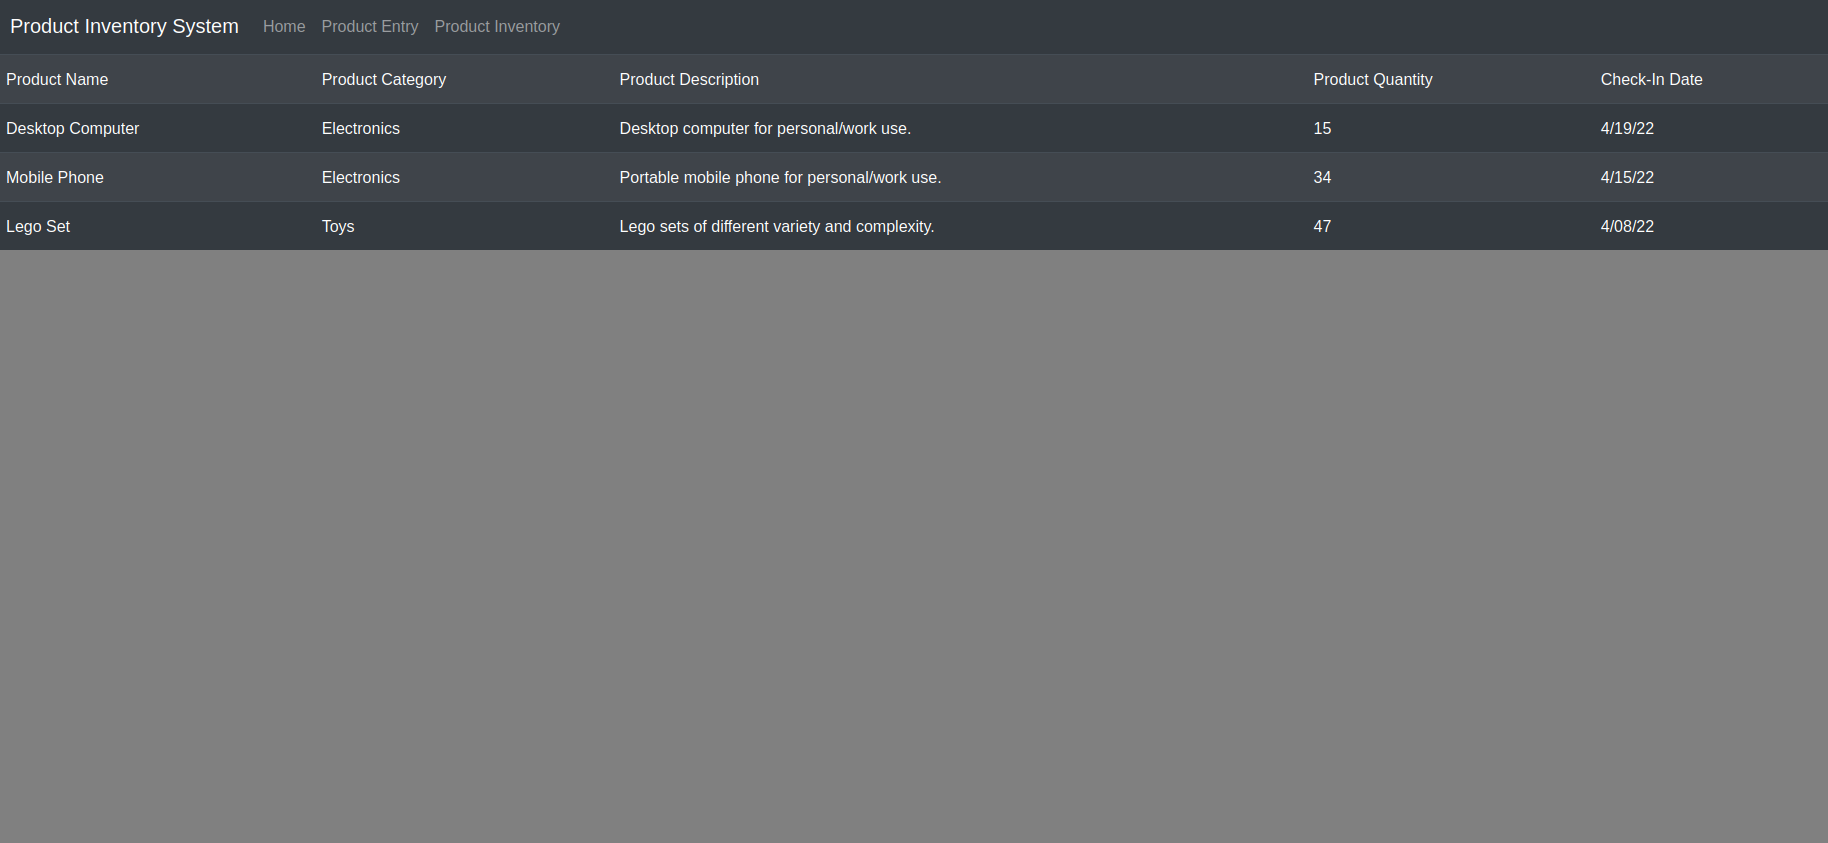 Product Inventory System Home Product Entry Product Inventory
Product Name Product Category Product Description Product Quantity Check-In Date
Desktop Computer Electronics Desktop computer for personal/work use. 15 4/19/22
Mobile Phone Electronics Portable mobile phone for personal/work use. 34 4/15/22
Lego Set Toys Lego sets of different variety and complexity. 47 4/08/22